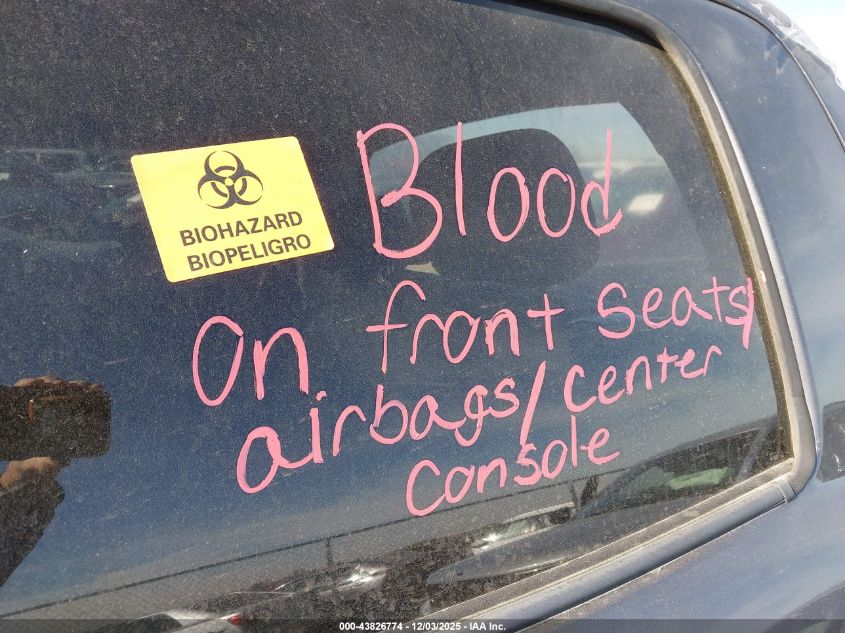 BIOHAZARD
BIOPELIGRO
Blood
On front seats/
airbags/center
console
000-43826774 - 12/03/2025 - IAA Inc.